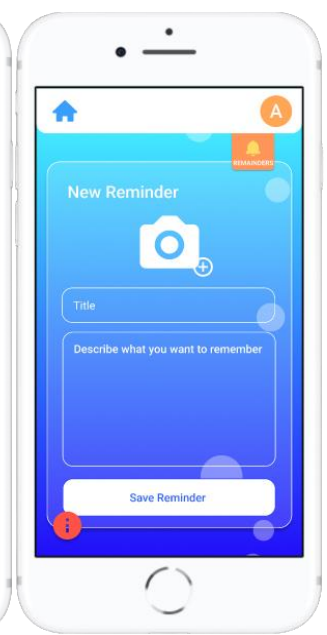 A
REMAINDERS
New Reminder
Title
Describe what you want to remember
Save Reminder